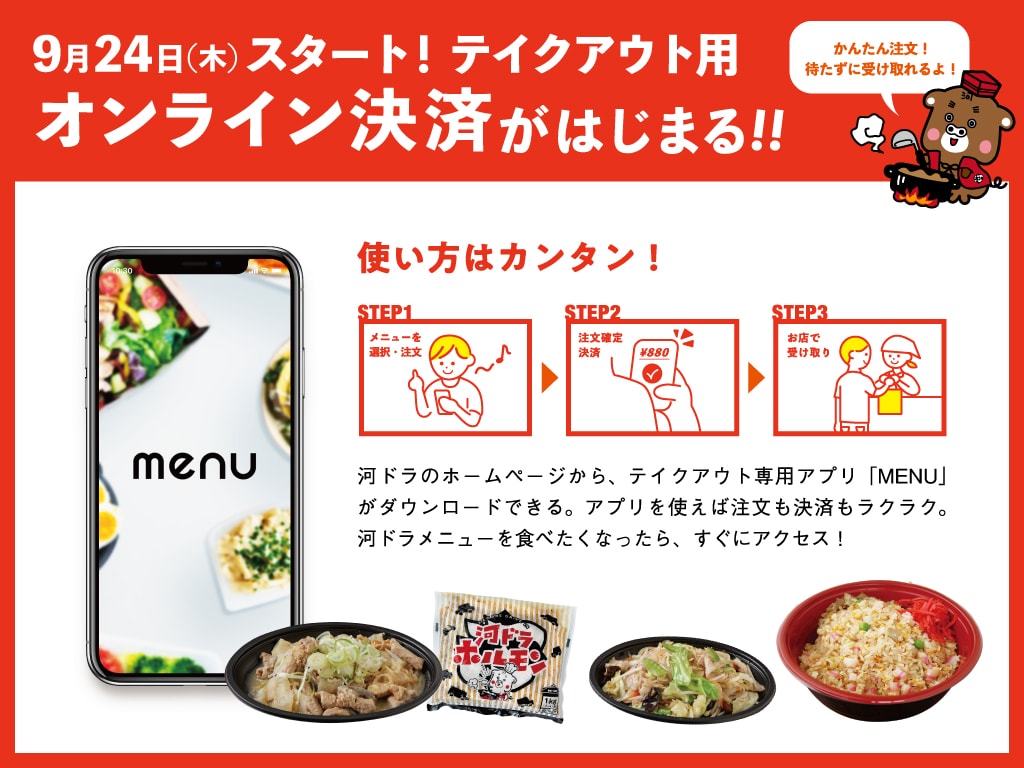 9月24日(木)スタート! テイクアウト用
オンライン決済がはじまる!!
かんたん注文!
待たずに受け取れるよ!
10:30
menu
使い方はカンタン!
STEP1
メニューを
選択・注文
STEP2
注文確定
決済
¥880
STEP3
お店で
受け取り
河ドラのホームページから、テイクアウト専用アプリ「MENU」
がダウンロードできる。アプリを使えば注文も決済もラクラク。
河ドラメニューを食べたくなったら、すぐにアクセス!
河ドラ
ホルモン
1kg